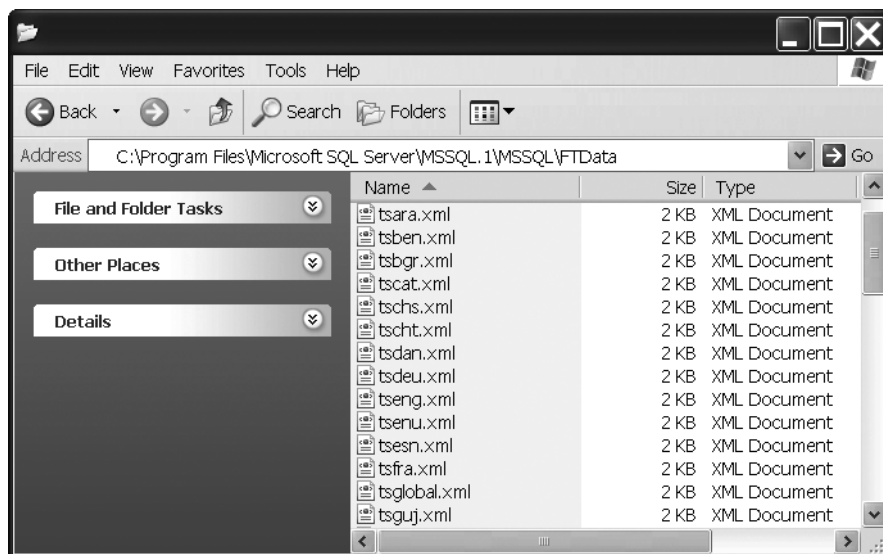 File Edit View Favorites Tools Help
Back Search Folders
Address C:\Program Files\Microsoft SQL Server\MSSQL.1\MSSQL\FTData Go
File and Folder Tasks
Other Places
Details
Name Size Type
tsara.xml 2 KB XML Document
tsben.xml 2 KB XML Document
tsbgr.xml 2 KB XML Document
tscat.xml 2 KB XML Document
tschs.xml 2 KB XML Document
tscht.xml 2 KB XML Document
tsdan.xml 2 KB XML Document
tsdeu.xml 2 KB XML Document
tseng.xml 2 KB XML Document
tsenu.xml 2 KB XML Document
tsesn.xml 2 KB XML Document
tsfra.xml 2 KB XML Document
tsglobal.xml 2 KB XML Document
tsguj.xml 2 KB XML Document